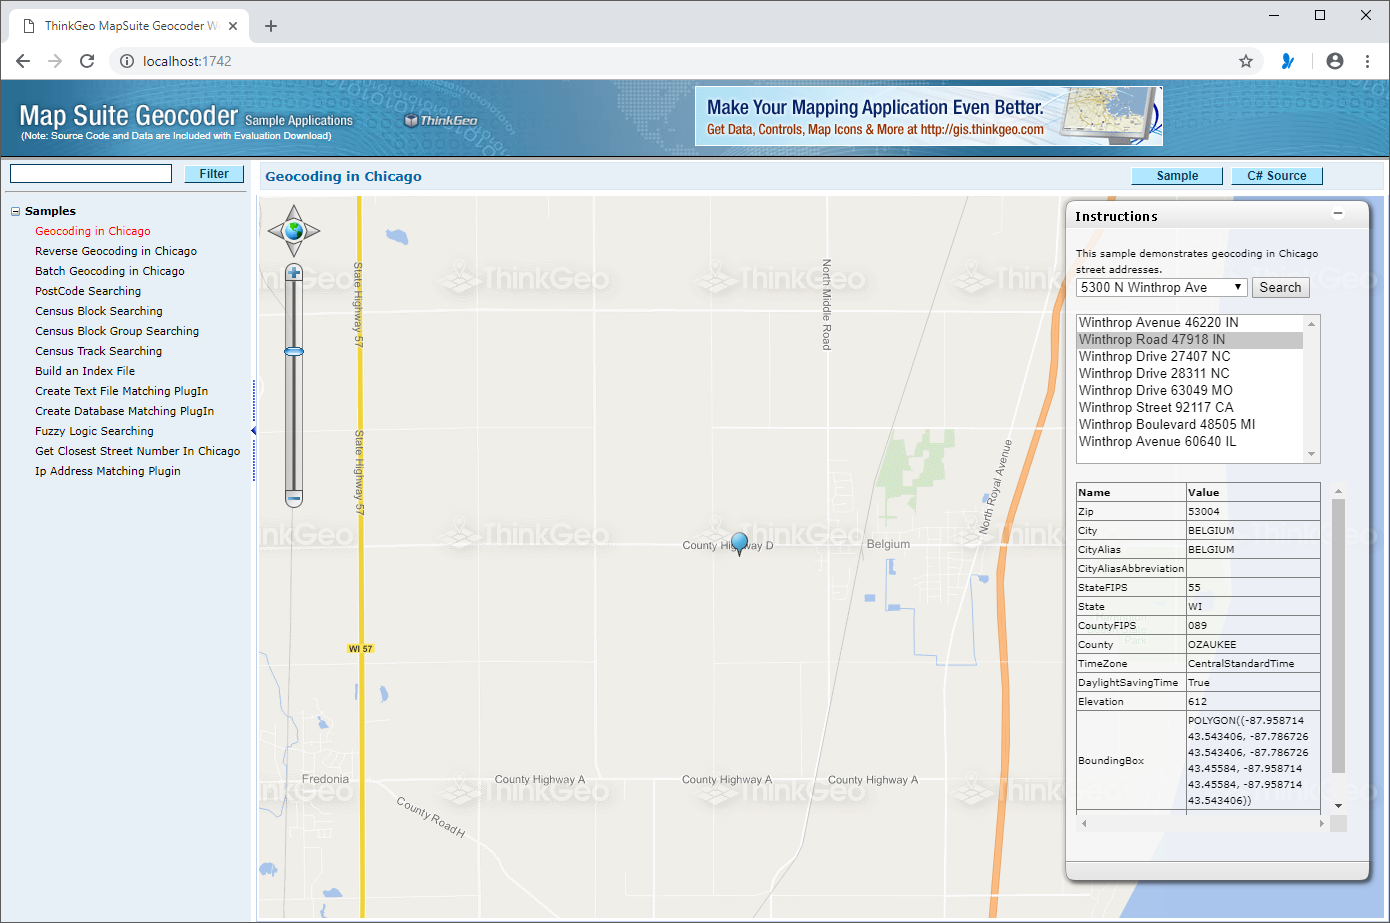 ThinkGeo MapSuite Geocoder W
localhost:1742
Map Suite Geocoder Sample Applications
(Note: Source Code and Data are Included with Evaluation Download)
ThinkGeo
Make Your Mapping Application Even Better.
Get Data, Controls, Map Icons & More at http://gis.thinkgeo.com
Filter
Geocoding in Chicago
Sample
C# Source
Samples
Geocoding in Chicago
Reverse Geocoding in Chicago
Batch Geocoding in Chicago
PostCode Searching
Census Block Searching
Census Block Group Searching
Census Track Searching
Build an Index File
Create Text File Matching PlugIn
Create Database Matching PlugIn
Fuzzy Logic Searching
Get Closest Street Number In Chicago
Ip Address Matching Plugin
State Highway 57
State Highway 57
North Middle Road
North Royal Avenue
ThinkGeo
ThinkGeo
ThinkGeo
ThinkGeo
County Highway D
Belgium
WI 57
Fredonia
County Highway A
County Highway A
County Highway A
County Road H
ThinkGeo
ThinkGeo
Instructions
This sample demonstrates geocoding in Chicago
street addresses.
5300 N Winthrop Ave
Search
Winthrop Avenue 46220 IN
Winthrop Road 47918 IN
Winthrop Drive 27407 NC
Winthrop Drive 28311 NC
Winthrop Drive 63049 MO
Winthrop Street 92117 CA
Winthrop Boulevard 48505 MI
Winthrop Avenue 60640 IL
Name Value
Zip 53004
City BELGIUM
CityAlias BELGIUM
CityAliasAbbreviation
StateFIPS 55
State WI
CountyFIPS 089
County OZAUKEE
TimeZone CentralStandardTime
DaylightSavingTime True
Elevation 612
BoundingBox
POLYGON((-87.958714
43.543406, -87.786726
43.543406, -87.786726
43.45584, -87.958714
43.45584, -87.958714
43.543406))